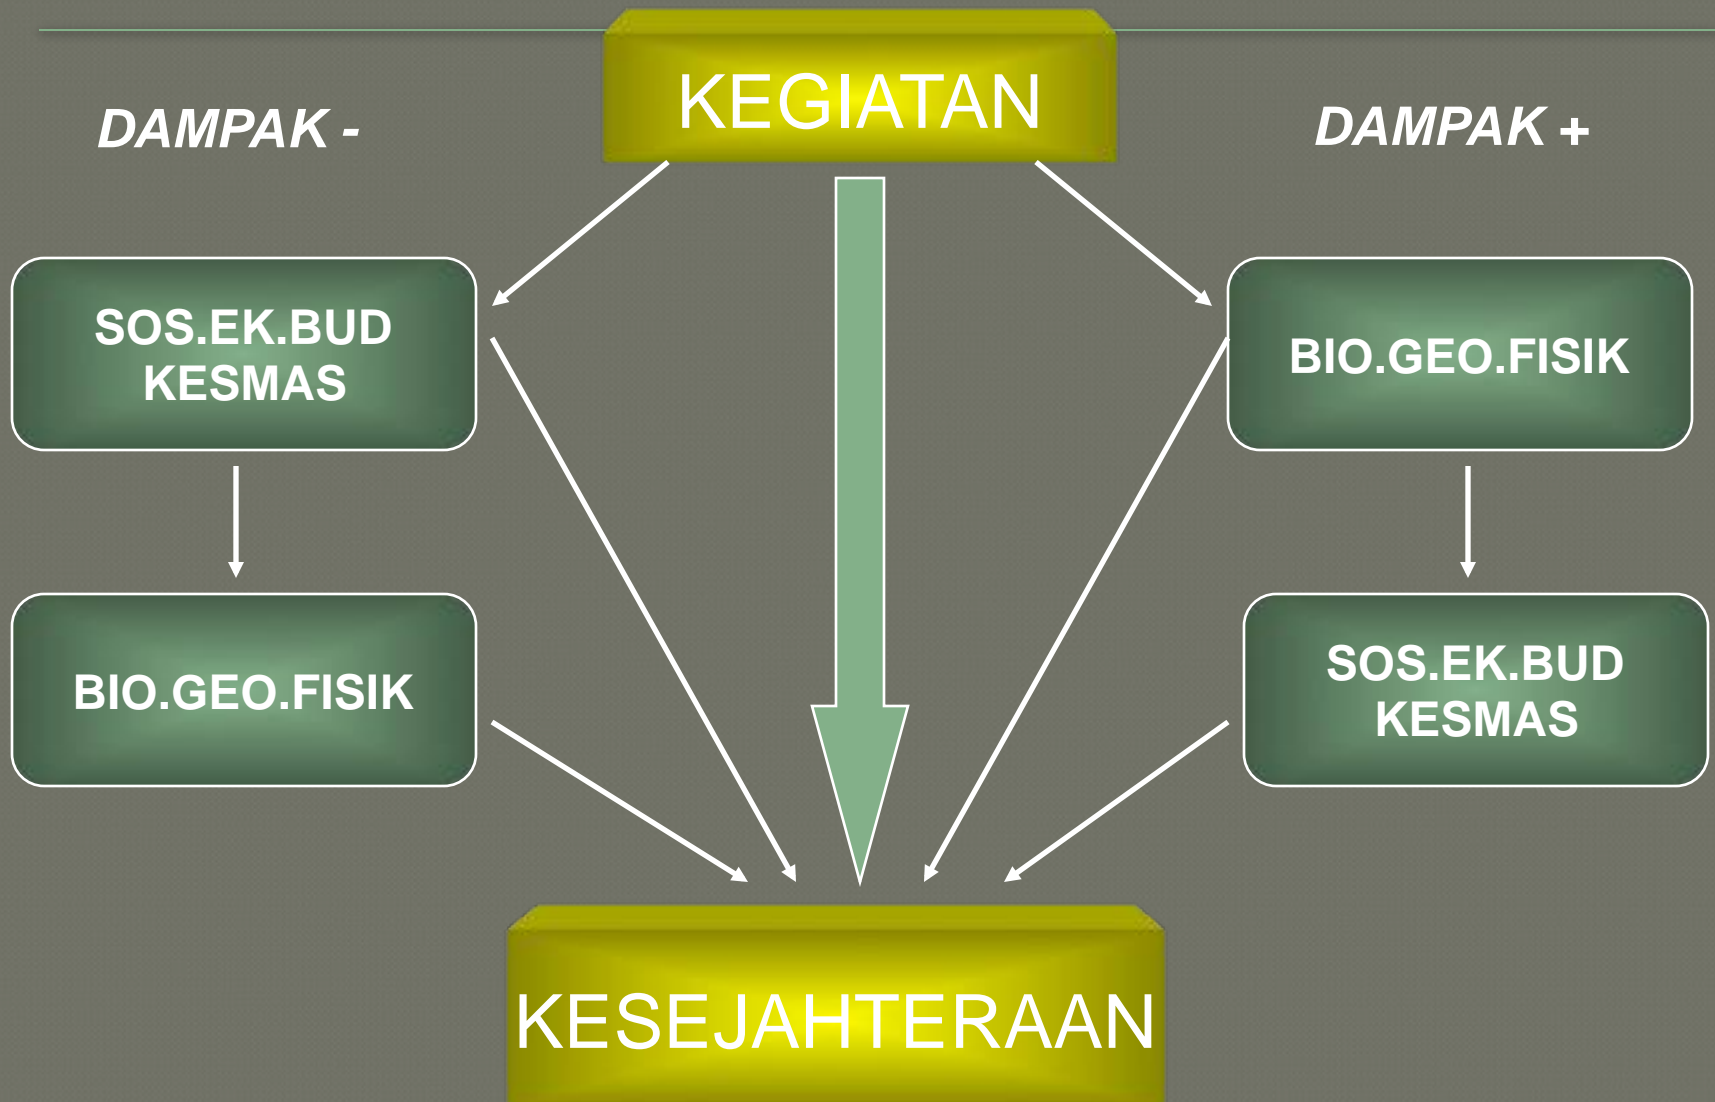 KEGIATAN
DAMPAK -
DAMPAK +
SOS.EK.BUD
KESMAS
BIO.GEO.FISIK
BIO.GEO.FISIK
SOS.EK.BUD
KESMAS
KESEJAHTERAAN